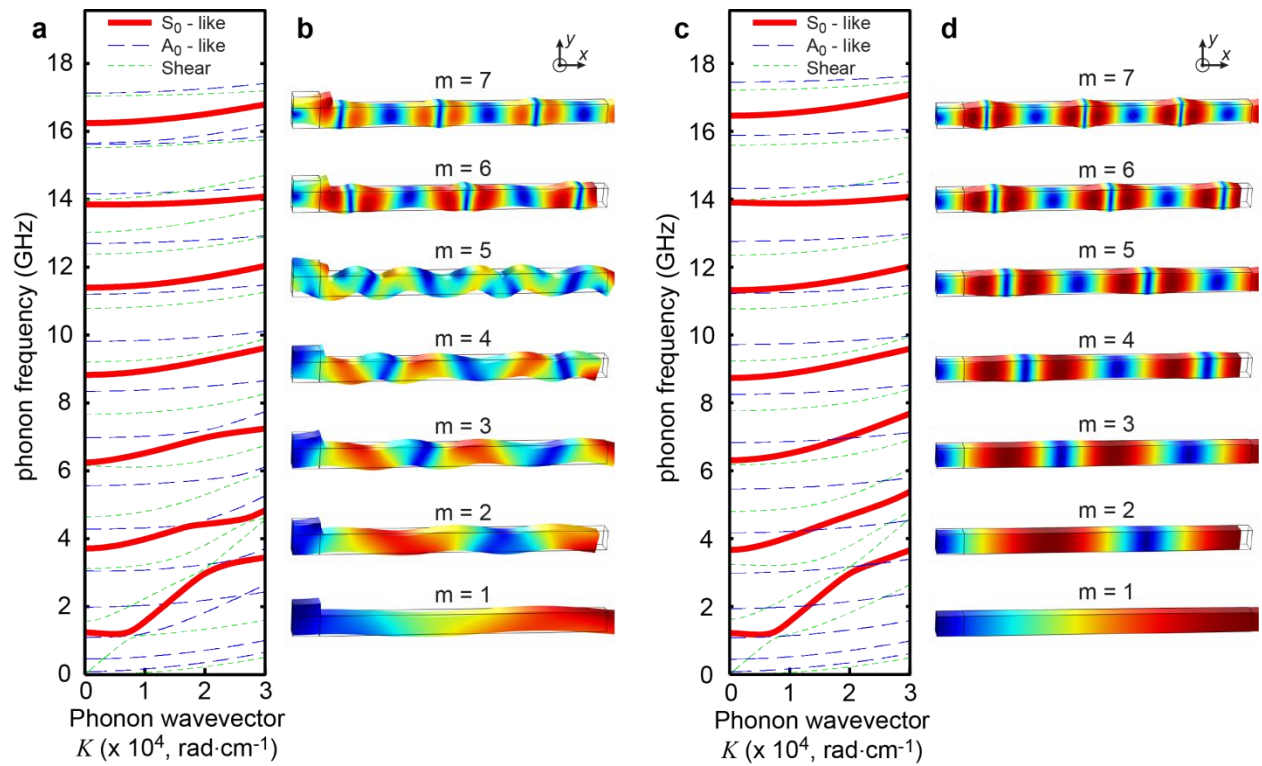 a
S0 - like
A0 - like
Shear
phonon frequency (GHz)
18
16
14
12
10
8
6
4
2
0
0 1 2 3
Phonon wavevector
K (x 10⁴, rad·cm⁻¹)
b
y
x
m = 7
m = 6
m = 5
m = 4
m = 3
m = 2
m = 1
c
S0 - like
A0 - like
Shear
phonon frequency (GHz)
18
16
14
12
10
8
6
4
2
0
0 1 2 3
Phonon wavevector
K (x 10⁴, rad·cm⁻¹)
d
y
x
m = 7
m = 6
m = 5
m = 4
m = 3
m = 2
m = 1